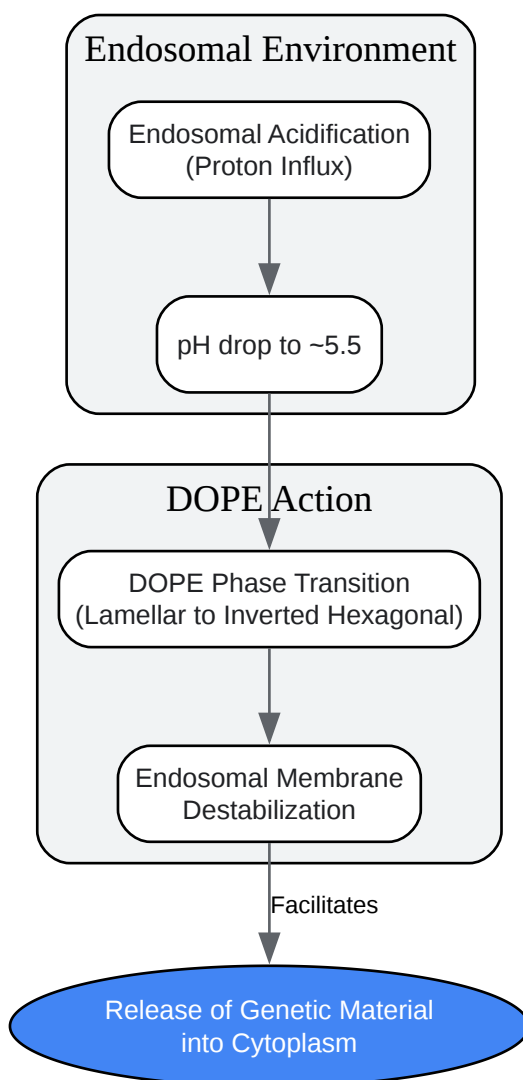 Endosomal Environment
Endosomal Acidification
(Proton Influx)
pH drop to ~5.5
DOPE Action
DOPE Phase Transition
(Lamellar to Inverted Hexagonal)
Endosomal Membrane
Destabilization
Facilitates
Release of Genetic Material
into Cytoplasm